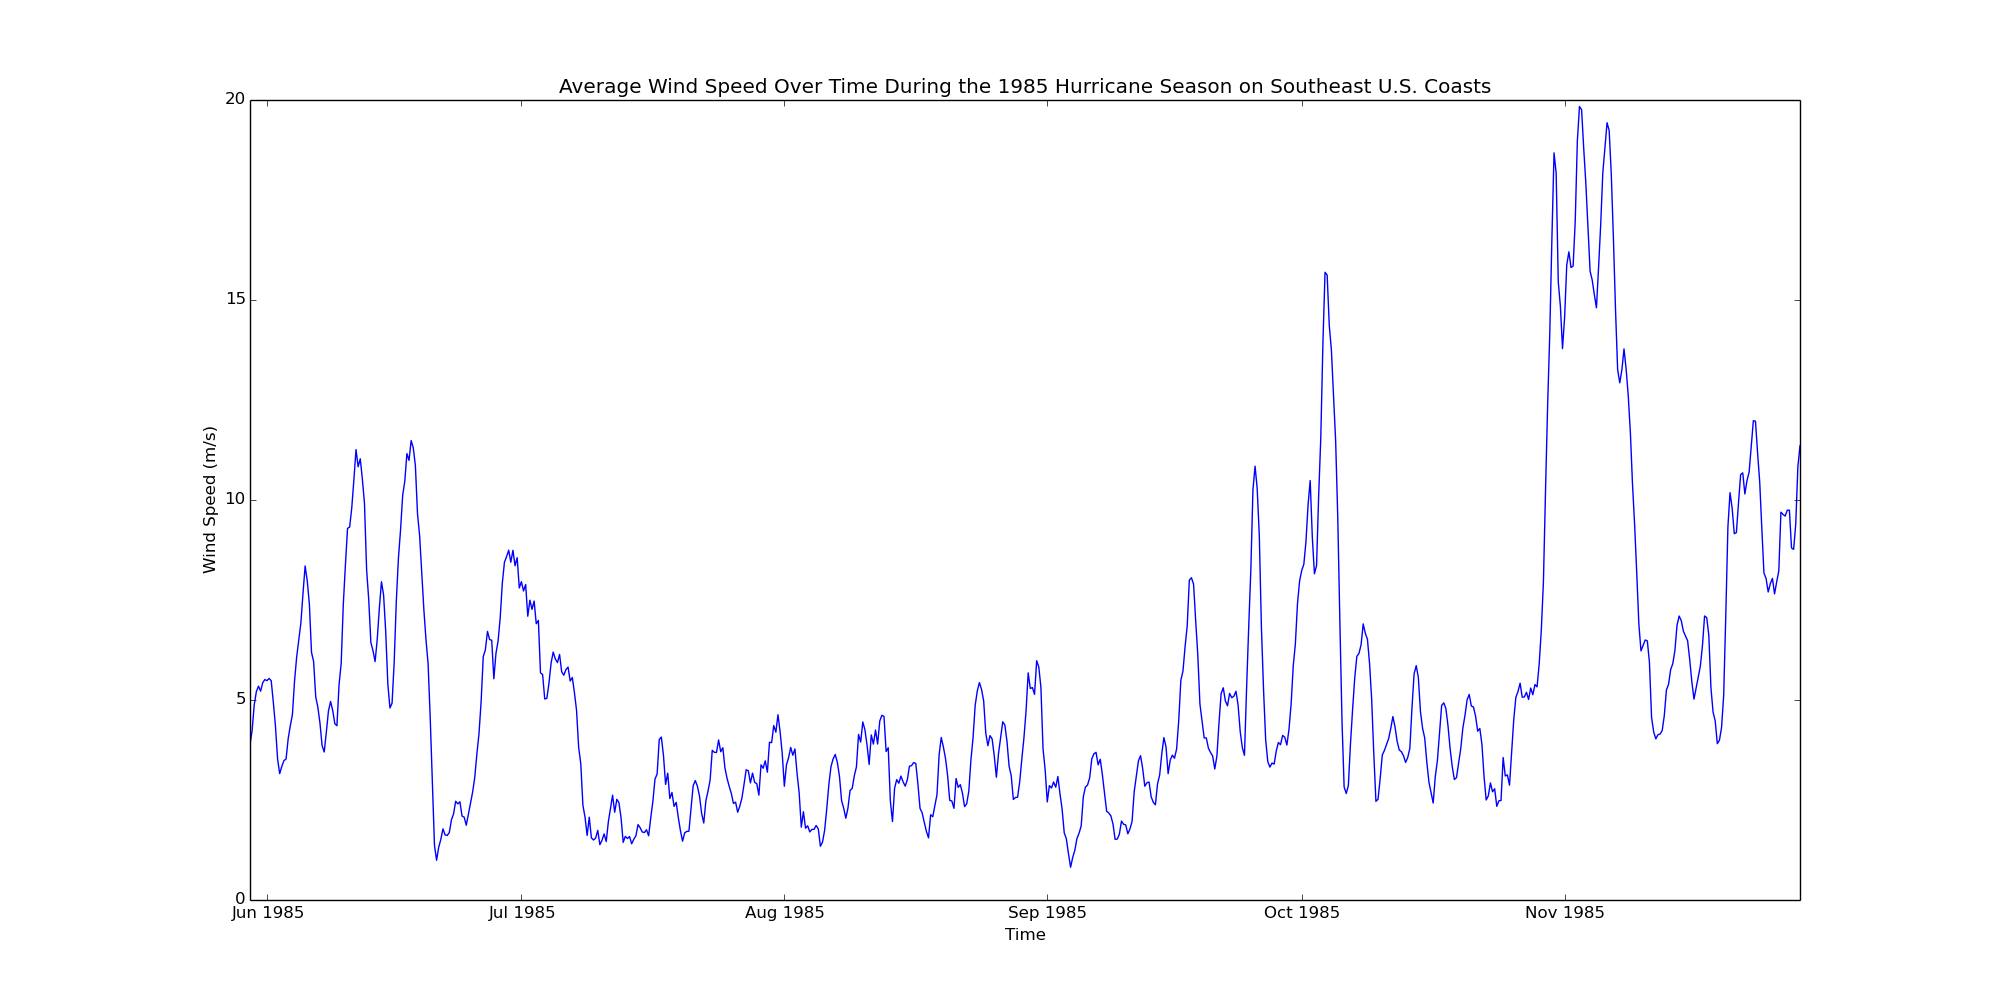 Average Wind Speed Over Time During the 1985 Hurricane Season on Southeast U.S. Coasts
20
15
10
5
0
Wind Speed (m/s)
Jun 1985 Jul 1985 Aug 1985 Sep 1985 Oct 1985 Nov 1985
Time